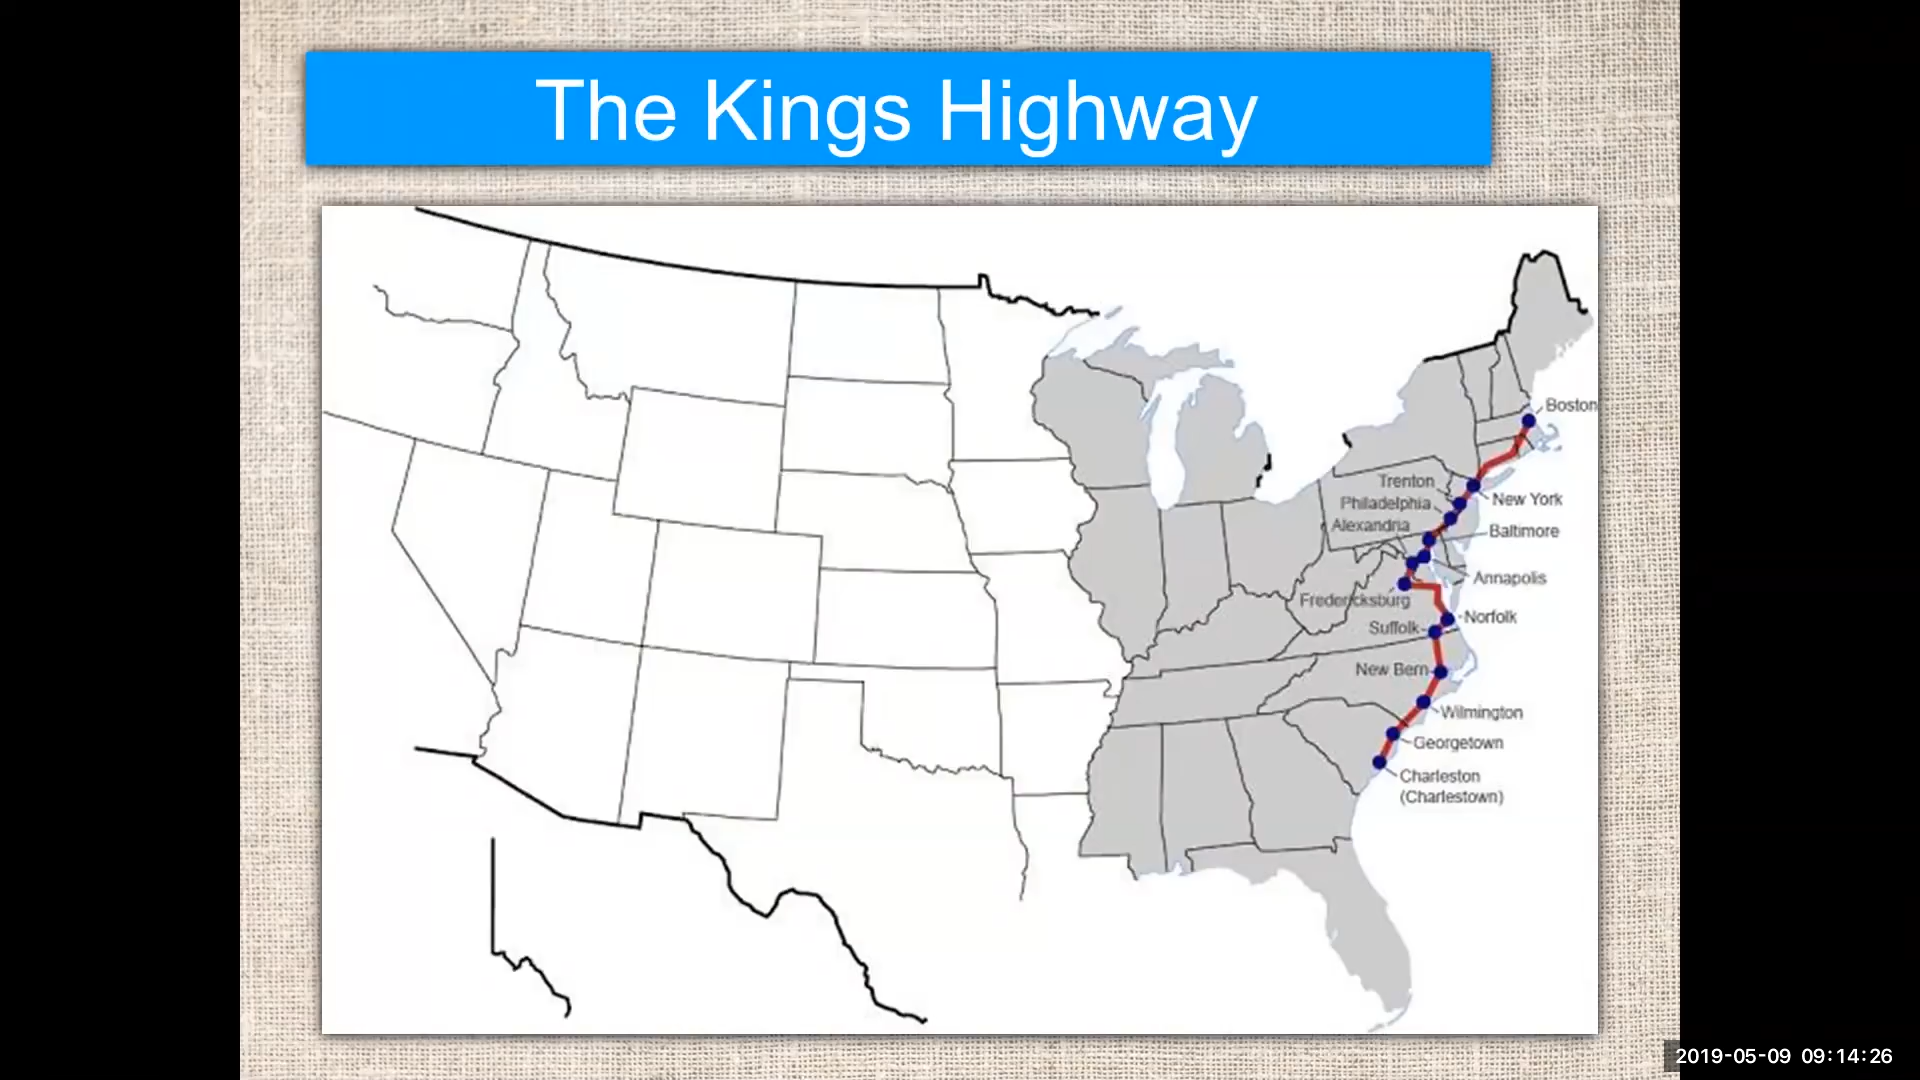 The Kings Highway
Boston
Trenton
New York
Philadelphia
Alexandria
Baltimore
Annapolis
Fredericksburg
Norfolk
Suffolk
New Bern
Wilmington
Georgetown
Charleston
(Charlestown)
2019-05-09 09:14:26